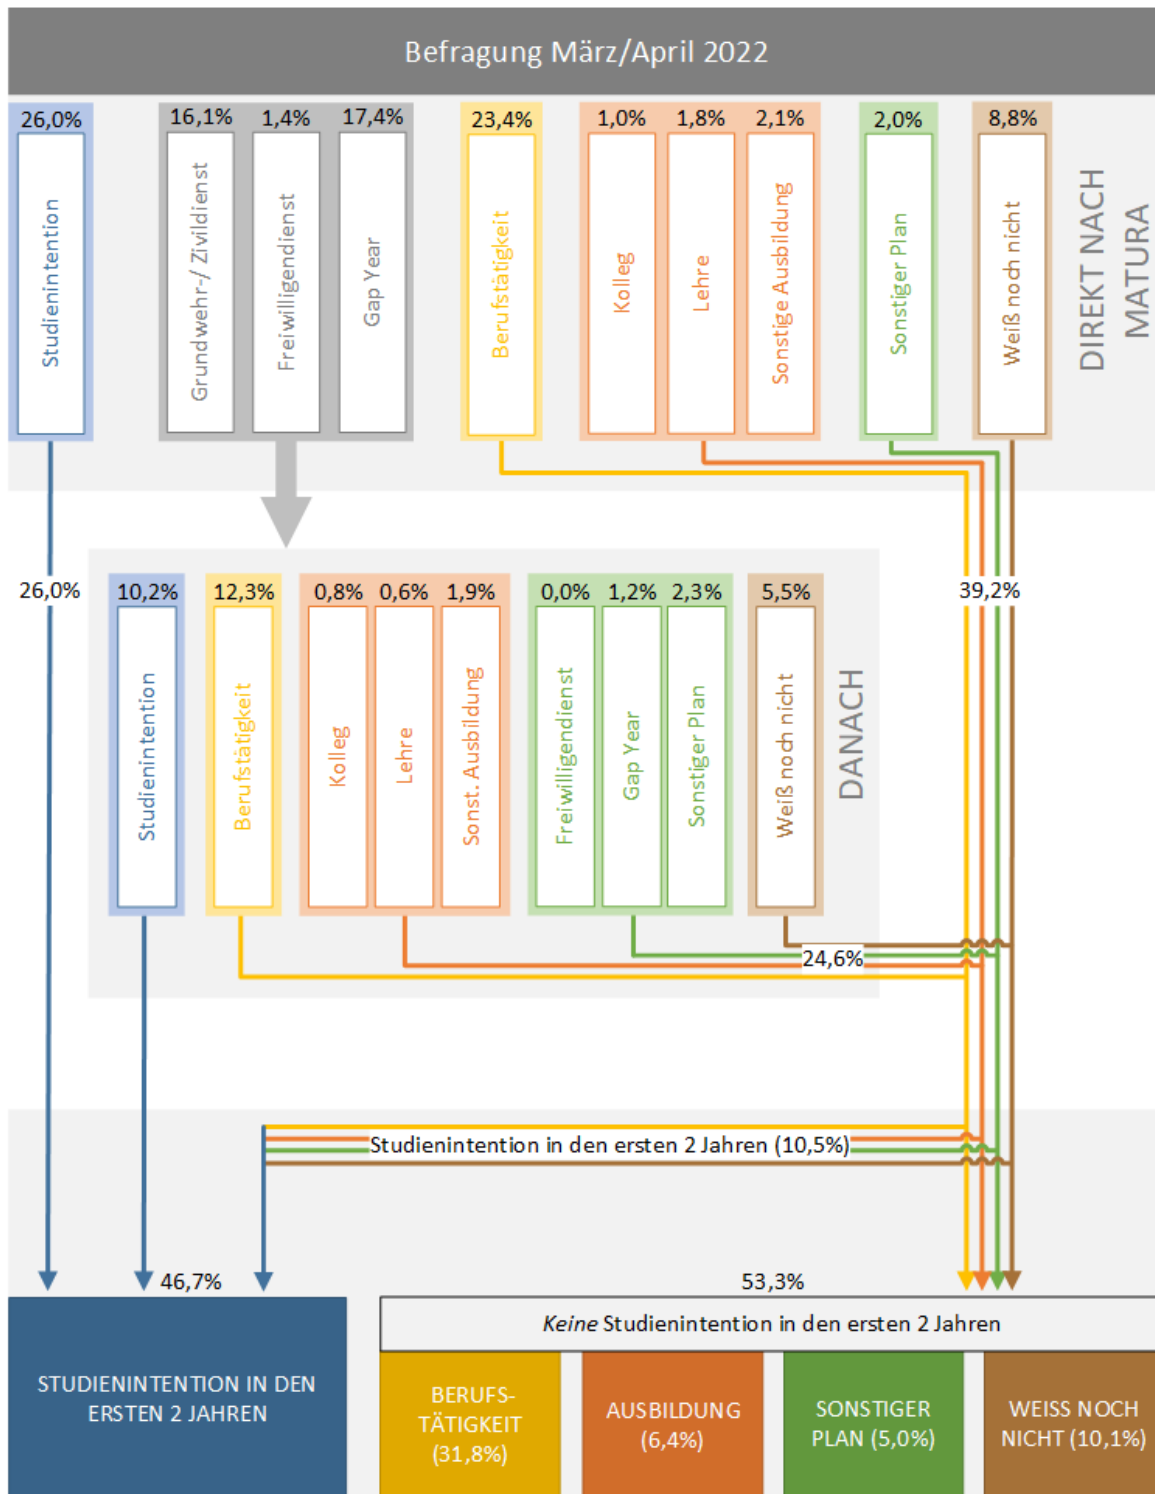 Befragung März/April 2022
26,0%
16,1%
1,4%
17,4%
23,4%
1,0%
1,8%
2,1%
2,0%
8,8%
Studienintention
Grundwehr-/ Zivildienst
Freiwilligendienst
Gap Year
Berufstätigkeit
Kolleg
Lehre
Sonstige Ausbildung
Sonstiger Plan
Weiß noch nicht
DIREKT NACH
MATURA
26,0%
39,2%
10,2%
12,3%
0,8%
0,6%
1,9%
0,0%
1,2%
2,3%
5,5%
Studienintention
Berufstätigkeit
Kolleg
Lehre
Sonst. Ausbildung
Freiwilligendienst
Gap Year
Sonstiger Plan
Weiß noch nicht
DANACH
24,6%
Studienintention in den ersten 2 Jahren (10,5%)
46,7%
53,3%
Keine Studienintention in den ersten 2 Jahren
STUDIENINTENTION IN DEN
ERSTEN 2 JAHREN
BERUFS-
TÄTIGKEIT
(31,8%)
AUSBILDUNG
(6,4%)
SONSTIGER
PLAN (5,0%)
WEISS NOCH
NICHT (10,1%)